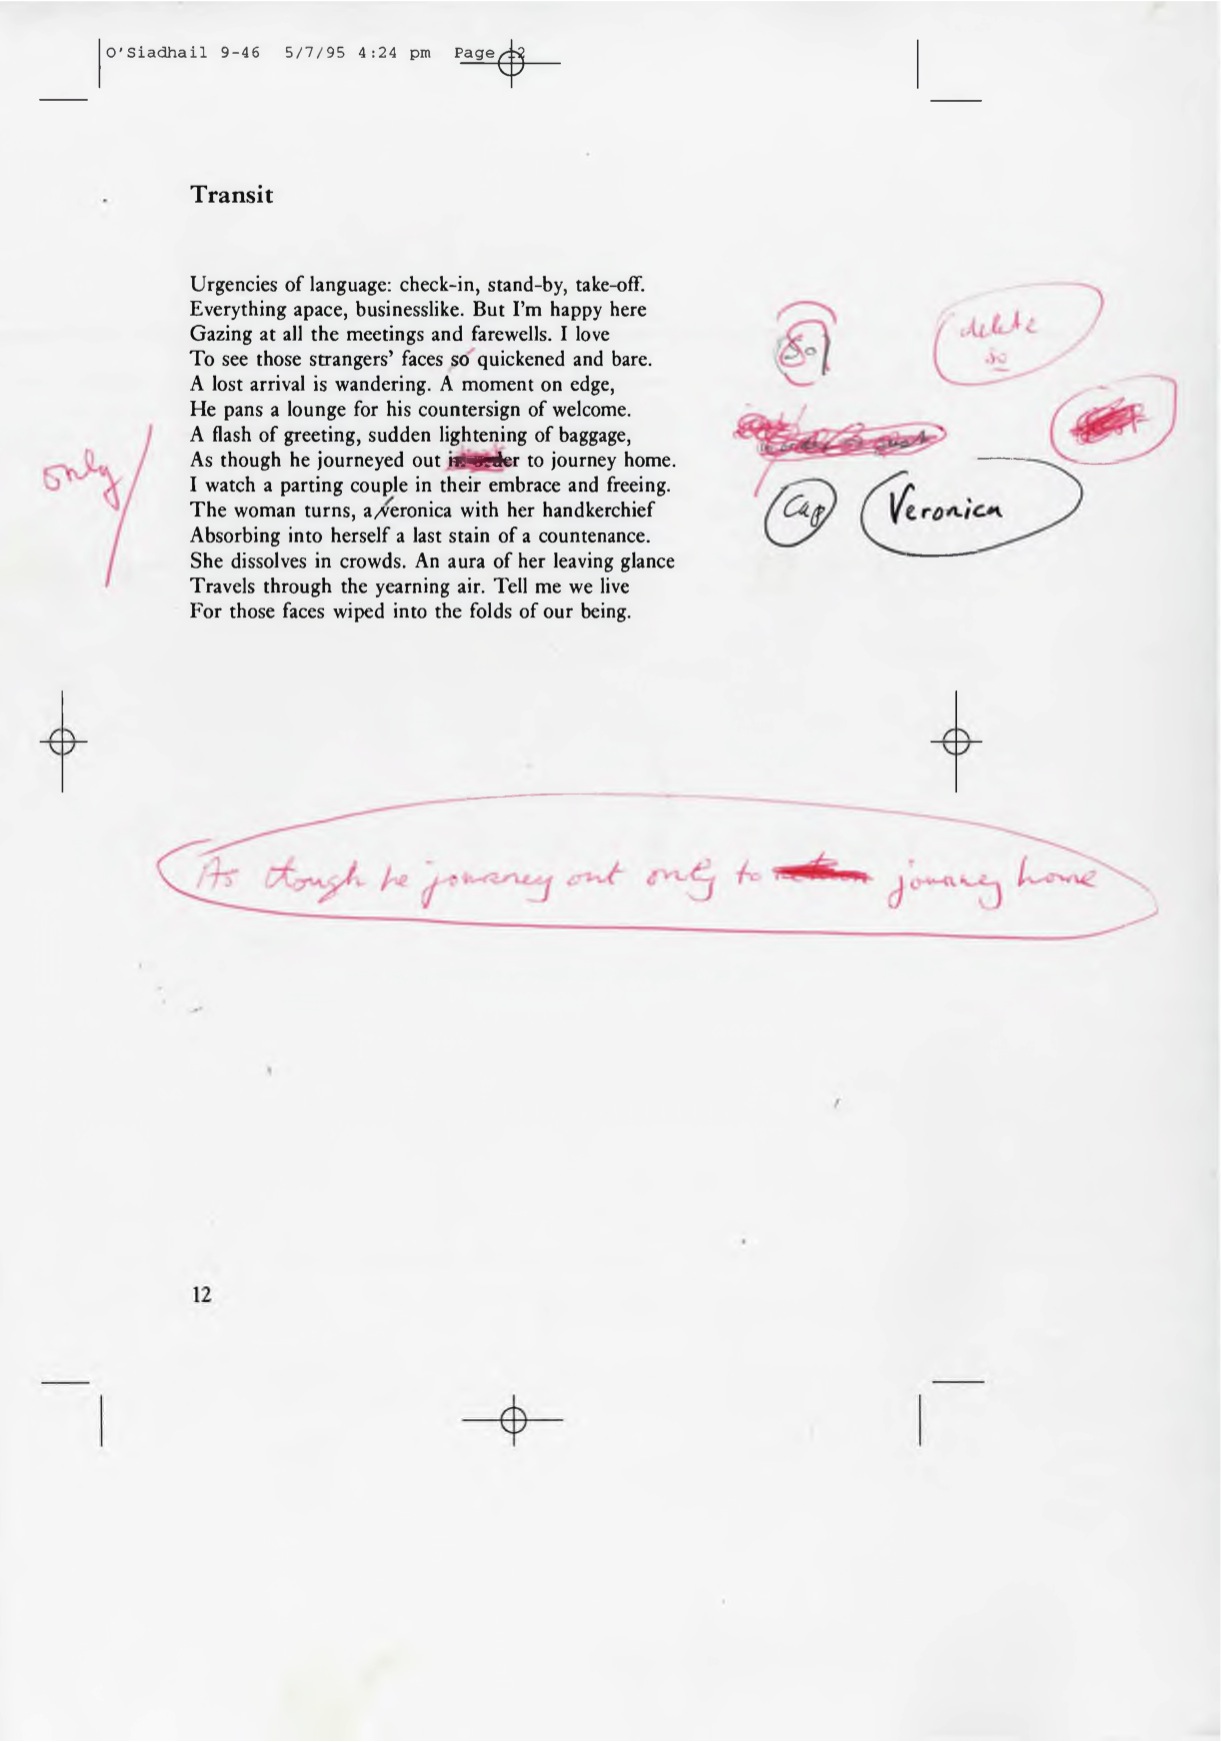 O'Siadhail 9-46 5/7/95 4:24 pm Page 12
Transit
Urgencies of language: check-in, stand-by, take-off.
Everything apace, businesslike. But I'm happy here
Gazing at all the meetings and farewells. I love
To see those strangers' faces so quickened and bare.
A lost arrival is wandering. A moment on edge,
He pans a lounge for his countersign of welcome.
A flash of greeting, sudden lightening of baggage,
As though he journeyed out in order to journey home.
I watch a parting couple in their embrace and freeing.
The woman turns, a veronica with her handkerchief
Absorbing into herself a last stain of a countenance.
She dissolves in crowds. An aura of her leaving glance
Travels through the yearning air. Tell me we live
For those faces wiped into the folds of our being.
So
delete
so
only
Cap
Veronica
As though he journey out only to journey home
12